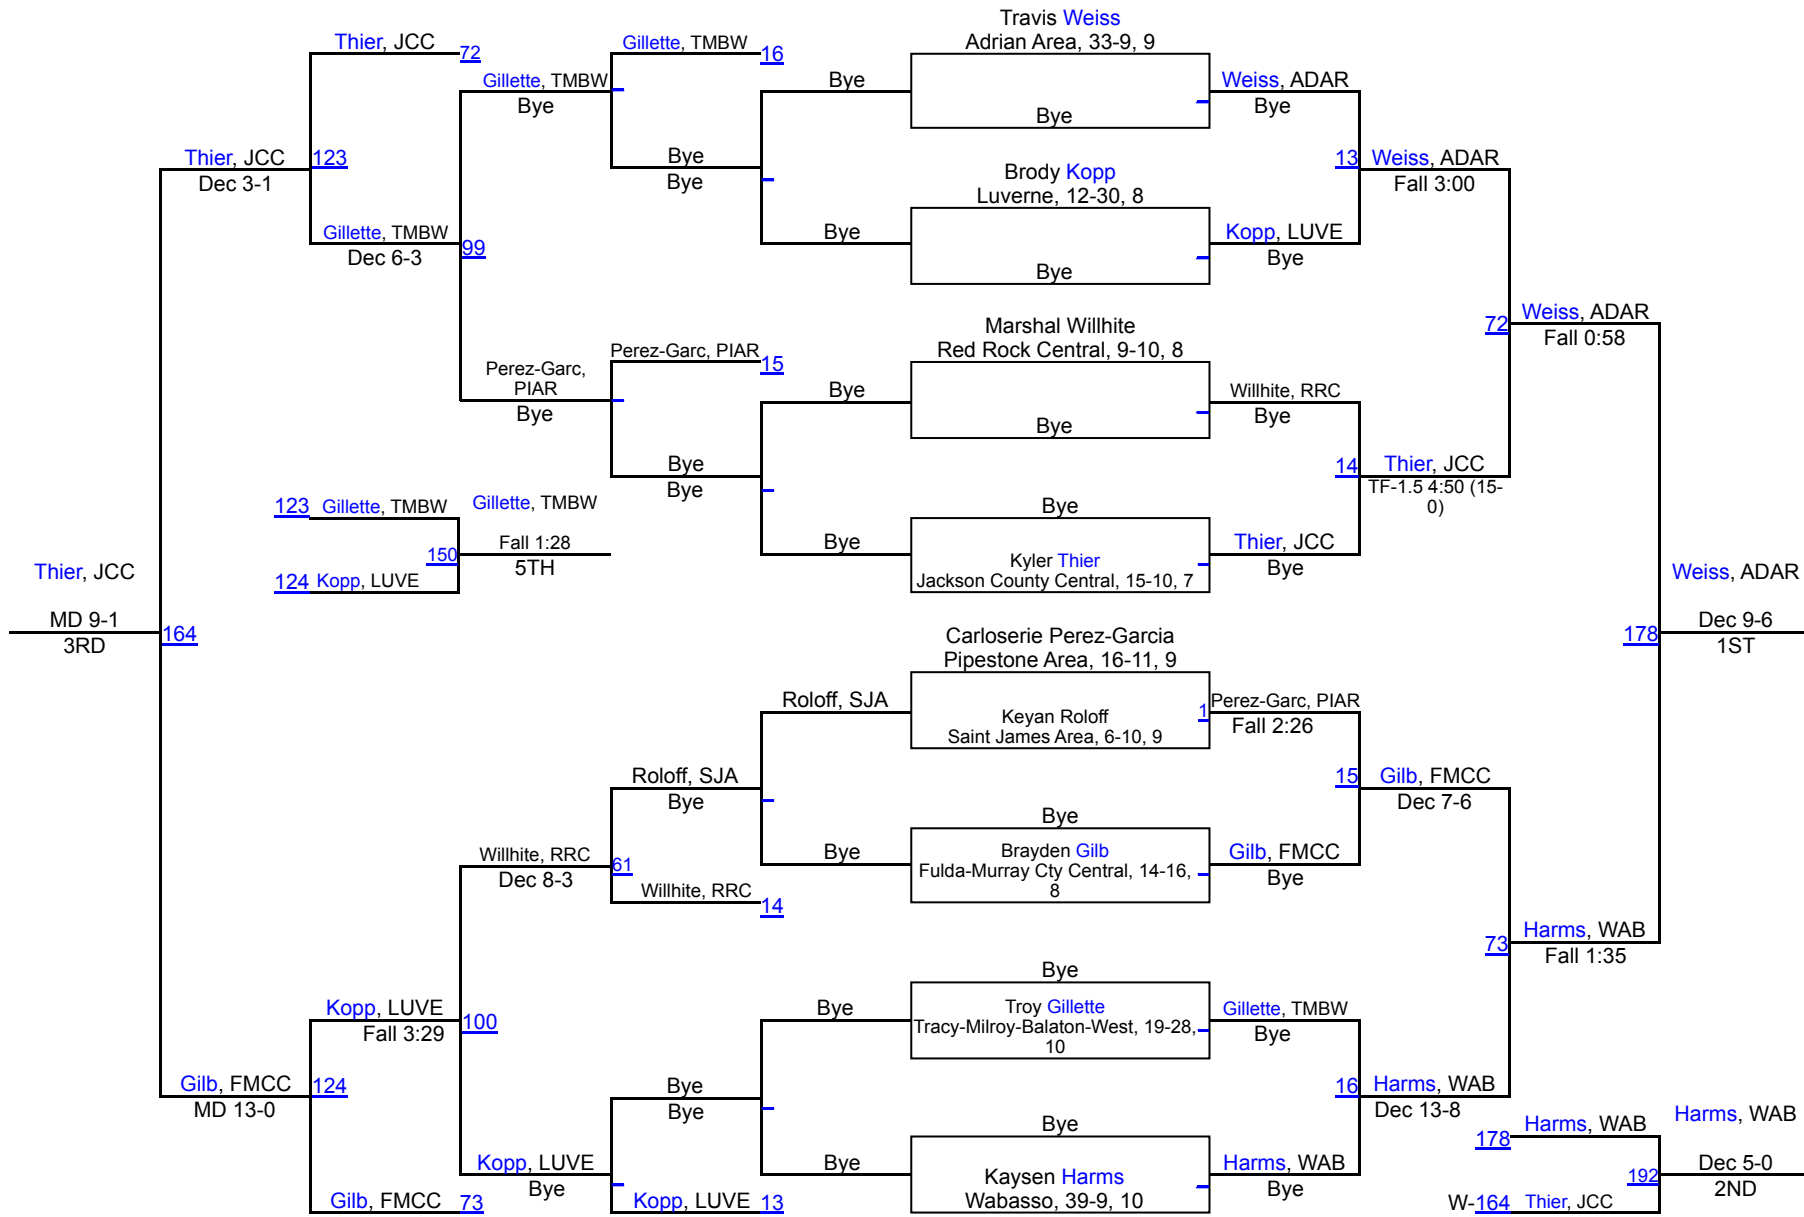 Travis Weiss
Adrian Area, 33-9, 9
Bye
Brody Kopp
Luverne, 12-30, 8
Bye
Marshal Willhite
Red Rock Central, 9-10, 8
Bye
Bye
Kyler Thier
Jackson County Central, 15-10, 7
Carloserie Perez-Garcia
Pipestone Area, 16-11, 9
Keyan Roloff
Saint James Area, 6-10, 9
1
Bye
Brayden Gilb
Fulda-Murray Cty Central, 14-16,
8
Bye
Troy Gillette
Tracy-Milroy-Balaton-West, 19-28,
10
Bye
Kaysen Harms
Wabasso, 39-9, 10
Weiss, ADAR
Bye
Kopp, LUVE
Bye
Willhite, RRC
Bye
Thier, JCC
Bye
Perez-Garc, PIAR
Fall 2:26
Gilb, FMCC
Bye
Gillette, TMBW
Bye
Harms, WAB
Bye
13
Weiss, ADAR
Fall 3:00
14
Thier, JCC
TF-1.5 4:50 (15-
0)
15
Gilb, FMCC
Dec 7-6
16
Harms, WAB
Dec 13-8
72
Weiss, ADAR
Fall 0:58
73
Harms, WAB
Fall 1:35
Weiss, ADAR
178
Dec 9-6
1ST
178
Harms, WAB
Harms, WAB
192
Dec 5-0
2ND
W-164
Thier, JCC
Bye
Bye
Bye
Bye
Roloff, SJA
Bye
Bye
Bye
Gillette, TMBW
16
Bye
Bye
Perez-Garc, PIAR
15
Bye
Bye
Roloff, SJA
Bye
Willhite, RRC
14
Bye
Bye
Kopp, LUVE
13
Gillette, TMBW
Bye
Perez-Garc,
PIAR
Bye
Willhite, RRC
Dec 8-3
61
Kopp, LUVE
Bye
Thier, JCC
72
Gillette, TMBW
Dec 6-3
99
Kopp, LUVE
Fall 3:29
100
Gilb, FMCC
73
Thier, JCC
Dec 3-1
123
Gilb, FMCC
MD 13-0
124
123
Gillette, TMBW
Gillette, TMBW
150
Fall 1:28
5TH
124
Kopp, LUVE
Thier, JCC
MD 9-1
3RD
164